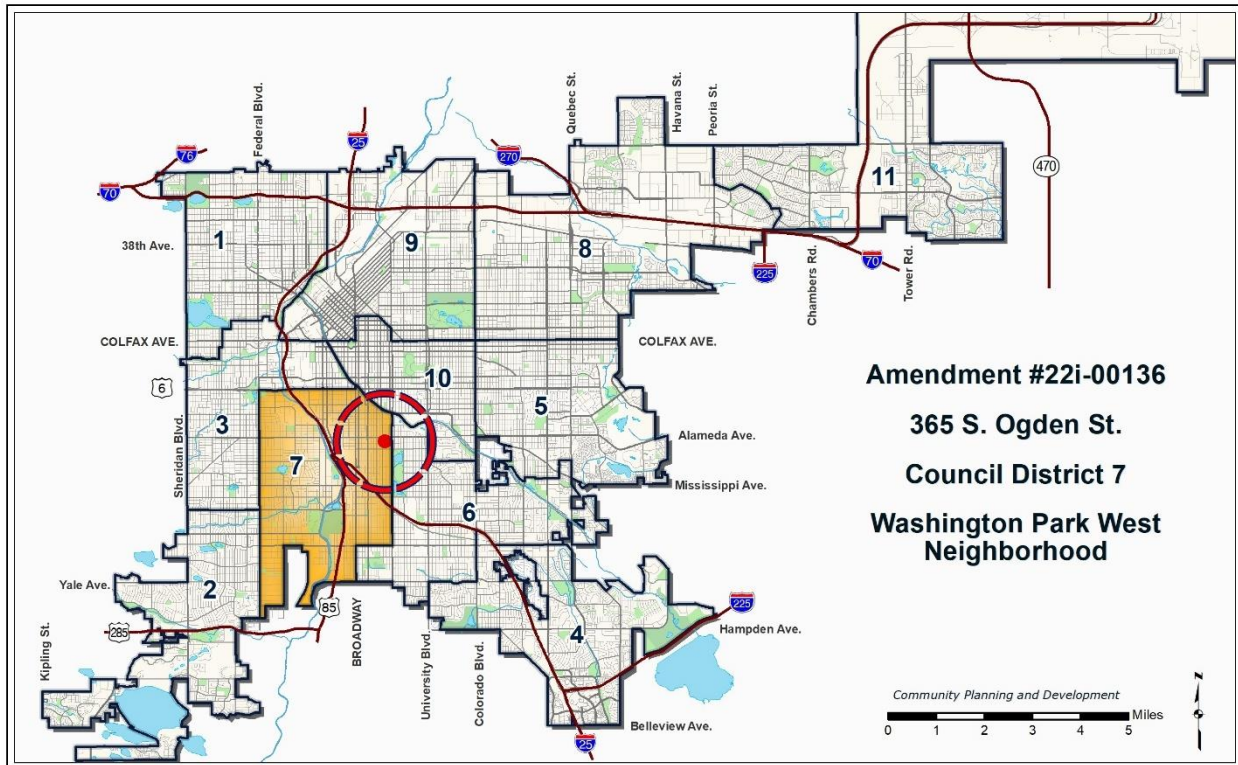 Federal Blvd.
Quebec St.
Havana St.
Peoria St.
76
25
270
70
470
11
1
9
8
38th Ave.
225
70
Chambers Rd.
Tower Rd.
COLFAX AVE.
COLFAX AVE.
6
10
3
5
Sheridan Blvd.
Alameda Ave.
7
Mississippi Ave.
6
Amendment #22i-00136
365 S. Ogden St.
Council District 7
Washington Park West
Neighborhood
Yale Ave.
2
85
BROADWAY
225
285
4
Hampden Ave.
Kipling St.
University Blvd.
Colorado Blvd.
Belleview Ave.
25
Community Planning and Development
Miles
0 1 2 3 4 5
N